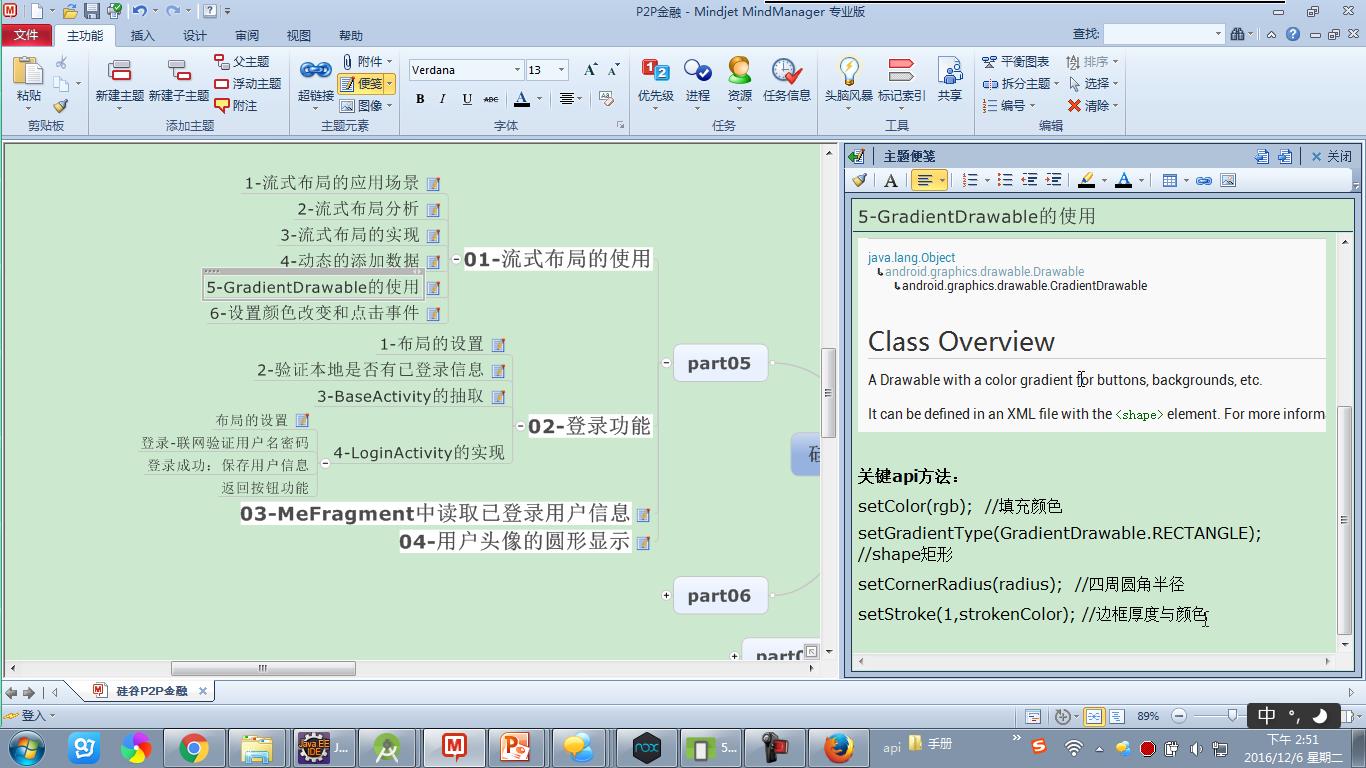 P2P金融 - Mindjet MindManager 专业版
文件 主功能 插入 设计 审阅 视图 帮助 查找:
粘贴 新建主题 新建子主题 父主题 浮动主题 附注 超链接 附件 便笺 图像
Verdana 13
B I U ABC A
优先级 进程 资源 任务信息 头脑风暴 标记索引 共享 平衡图表 拆分主题 编号 排序 选择 清除
剪贴板 添加主题 主题元素 字体 任务 工具 编辑
1-流式布局的应用场景
2-流式布局分析
3-流式布局的实现
4-动态的添加数据
5-GradientDrawable的使用
6-设置颜色改变和点击事件
01-流式布局的使用
1-布局的设置
2-验证本地是否有已登录信息
3-BaseActivity的抽取
布局的设置
登录-联网验证用户名密码
登录成功：保存用户信息
返回按钮功能
4-LoginActivity的实现
02-登录功能
03-MeFragment中读取已登录用户信息
04-用户头像的圆形显示
part05
part06
主题便笺 关闭
5-GradientDrawable的使用
java.lang.Object
android.graphics.drawable.Drawable
android.graphics.drawable.GradientDrawable
Class Overview
A Drawable with a color gradient for buttons, backgrounds, etc.
It can be defined in an XML file with the <shape> element. For more inform
关键api方法：
setColor(rgb); //填充颜色
setGradientType(GradientDrawable.RECTANGLE);
//shape矩形
setCornerRadius(radius); //四周圆角半径
setStroke(1,strokenColor); //边框厚度与颜色
硅谷P2P金融
登入 89% 中
Java EE IDE J... nox 5... api 手册
下午 2:51
2016/12/6 星期二